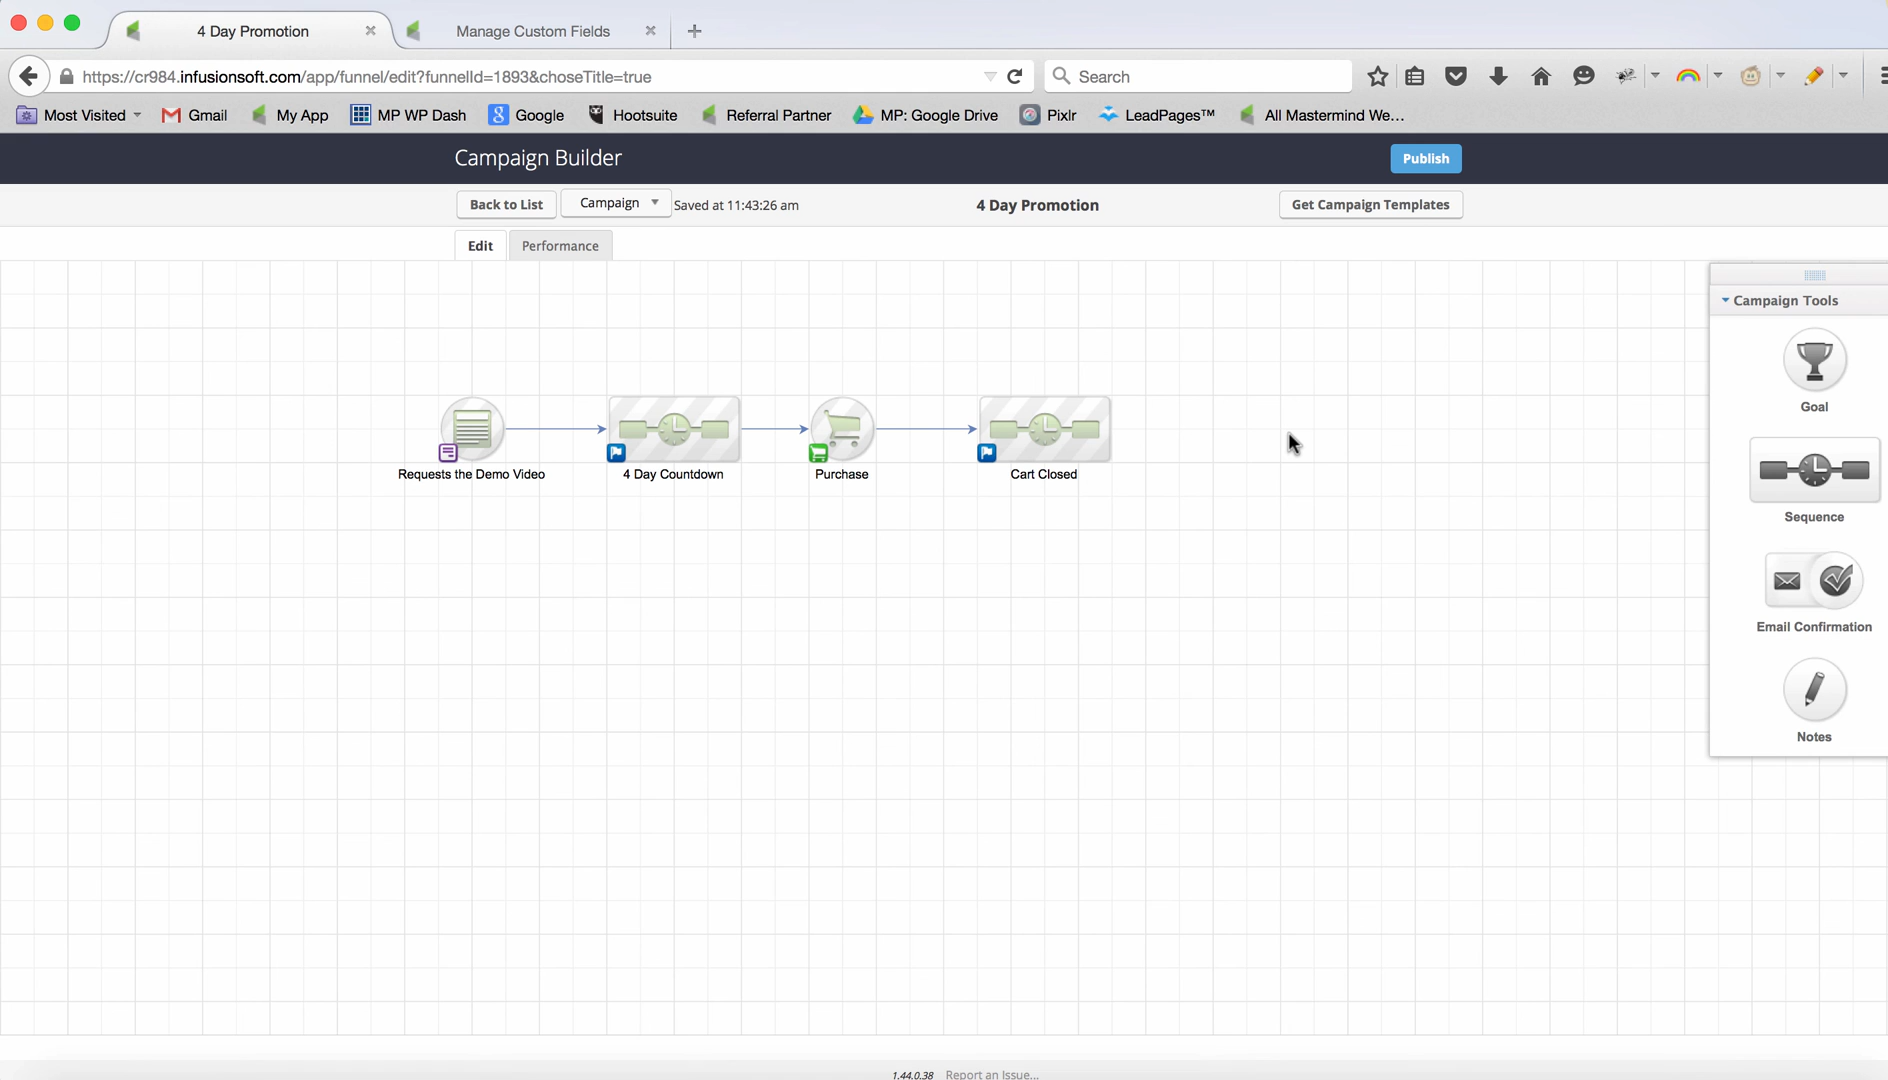 4 Day Promotion
Manage Custom Fields
https://cr984.infusionsoft.com/app/funnel/edit?funnelId=1893&choseTitle=true
Search
Most Visited
Gmail
My App
MP WP Dash
Google
Hootsuite
Referral Partner
MP: Google Drive
Pixlr
LeadPages™
All Mastermind We...
Campaign Builder
Publish
Back to List
Campaign
Saved at 11:43:26 am
4 Day Promotion
Get Campaign Templates
Edit
Performance
Campaign Tools
Goal
Requests the Demo Video
4 Day Countdown
Purchase
Cart Closed
Sequence
Email Confirmation
Notes
1.44.0.38 Report an Issue...